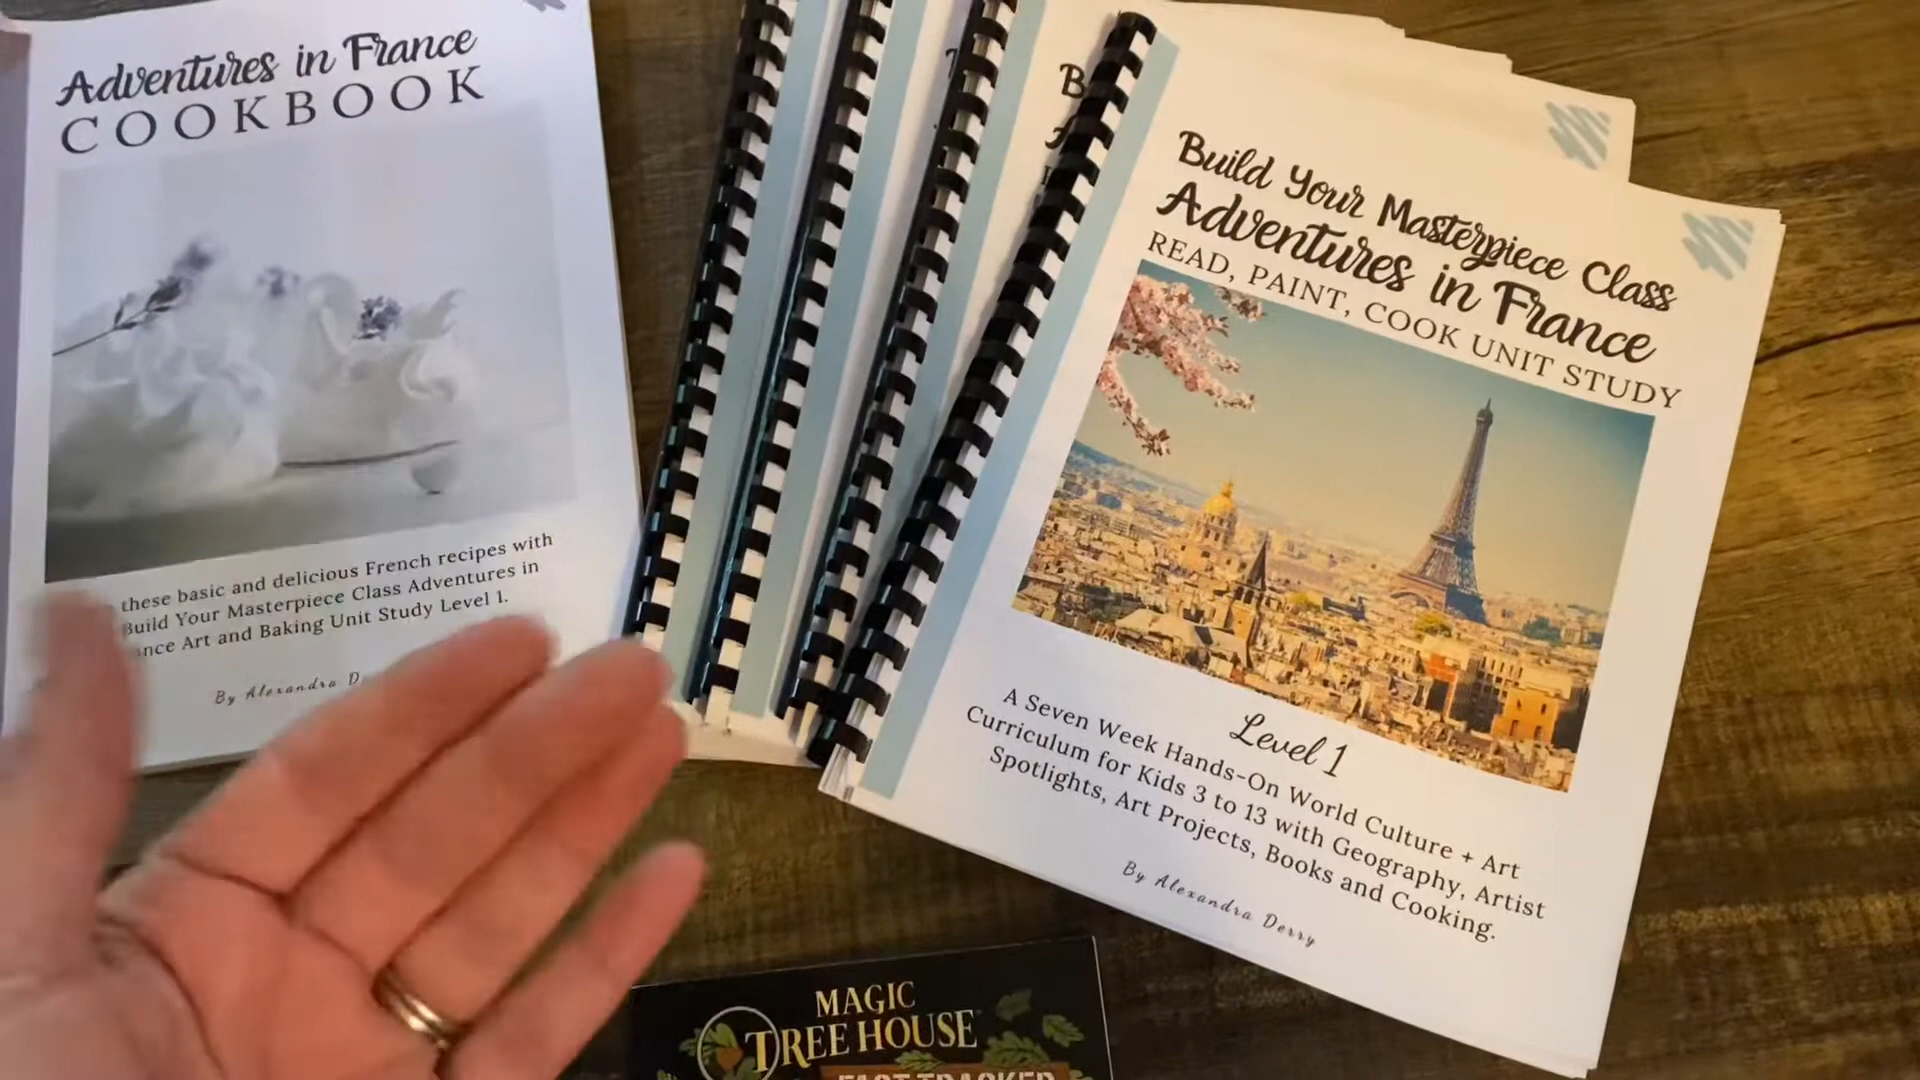 Adventures in France
COOKBOOK
these basic and delicious French recipes with
Build Your Masterpiece Class Adventures in
Art and Baking Unit Study Level 1.
By Alexandra
Build Your Masterpiece Class
Adventures in France
READ, PAINT, COOK UNIT STUDY
Level 1
A Seven Week Hands-On World Culture + Art
Curriculum for Kids 3 to 13 with Geography, Artist
Spotlights, Art Projects, Books and Cooking.
By Alexandra Derry
MAGIC
TREE HOUSE
FACT TRACKER